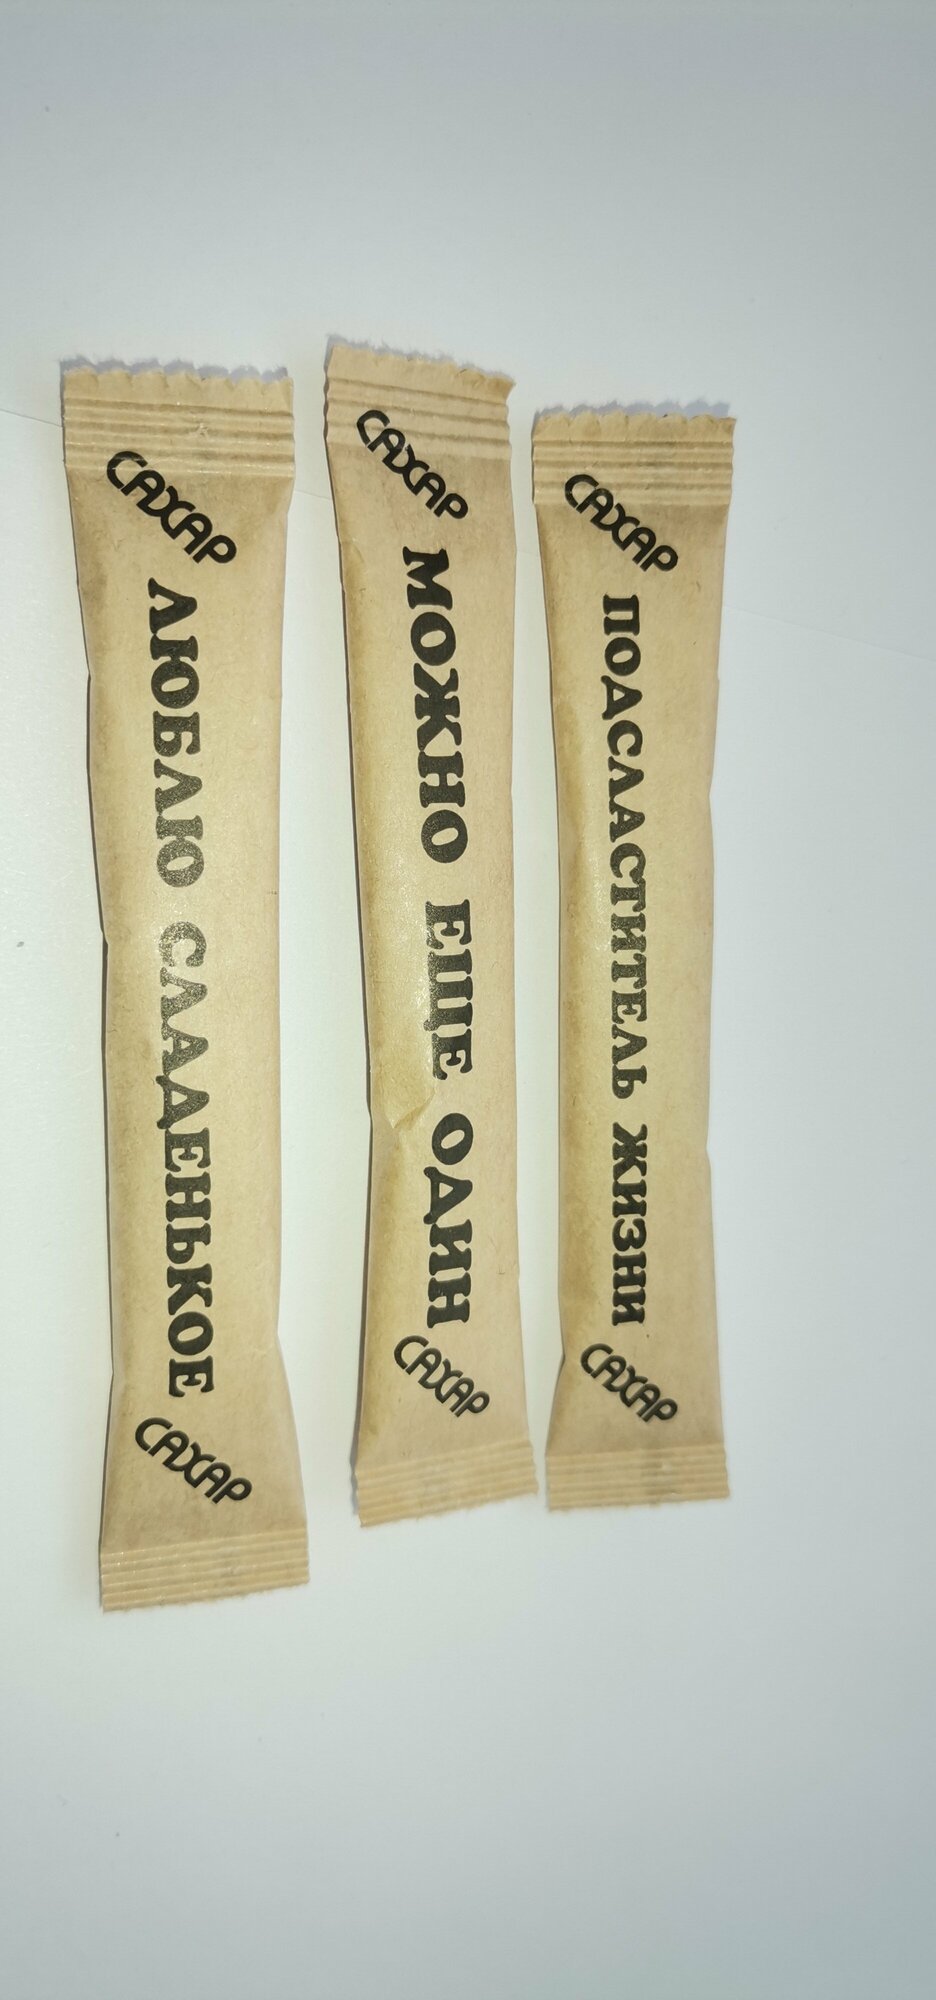 САХАР
ЛЮБЛЮ СЛАДЕНЬКОЕ
САХАР
САХАР
МОЖНО ЕЩЕ ОДИН
САХАР
САХАР
ПОДСЛАСТИТЕЛЬ ЖИЗНИ
САХАР